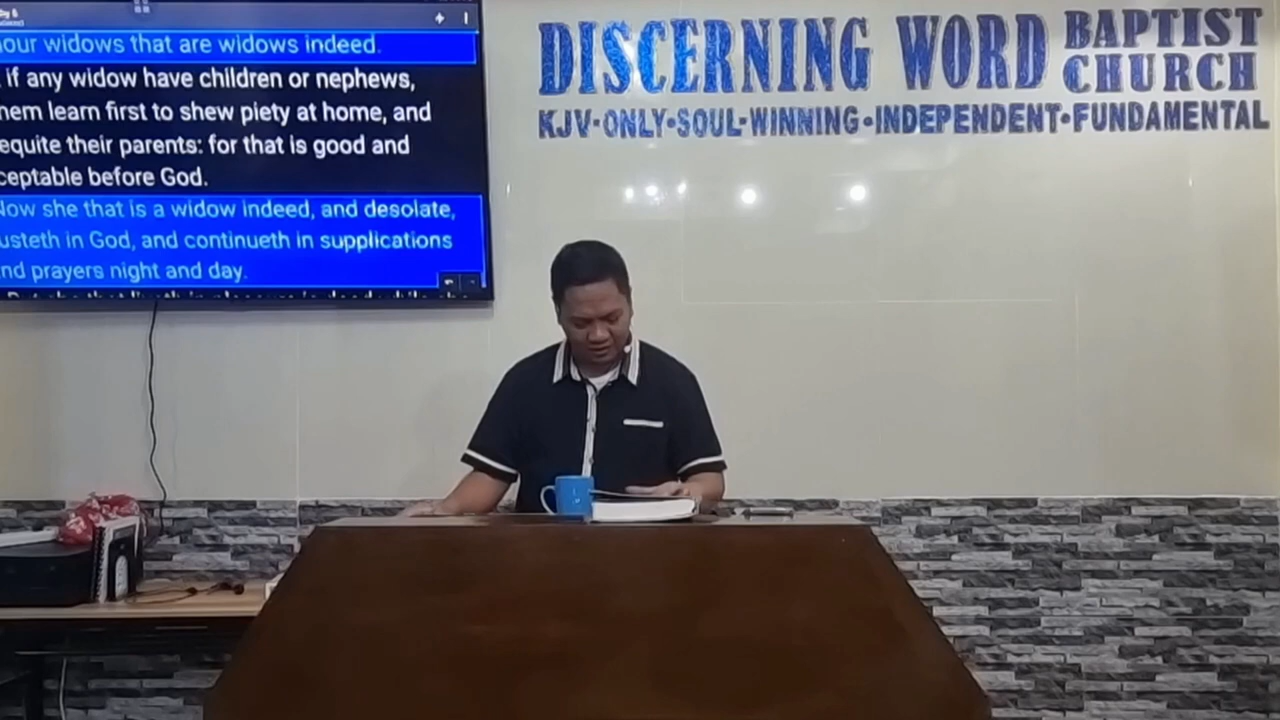 our widows that are widows indeed.
if any widow have children or nephews,
hem learn first to shew piety at home, and
equite their parents: for that is good and
ceptable before God.
Now she that is a widow indeed, and desolate,
usteth in God, and continueth in supplications
nd prayers night and day.
DISCERNING WORD BAPTIST CHURCH
KJV-ONLY-SOUL-WINNING•INDEPENDENT•FUNDAMENTAL